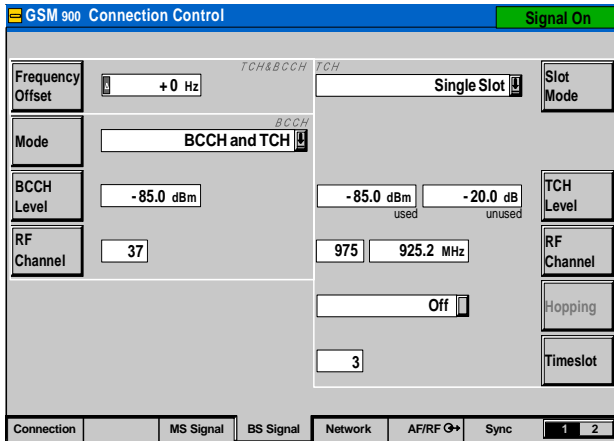 GSM 900 Connection Control Signal On
TCH&BCCH TCH
Frequency Offset +0 Hz Single Slot Slot Mode
BCCH
Mode BCCH and TCH
BCCH Level -85.0 dBm -85.0 dBm -20.0 dB TCH Level
used unused
RF Channel 37 975 925.2 MHz RF Channel
Off Hopping
3 Timeslot
Connection MS Signal BS Signal Network AF/RF Sync 1 2